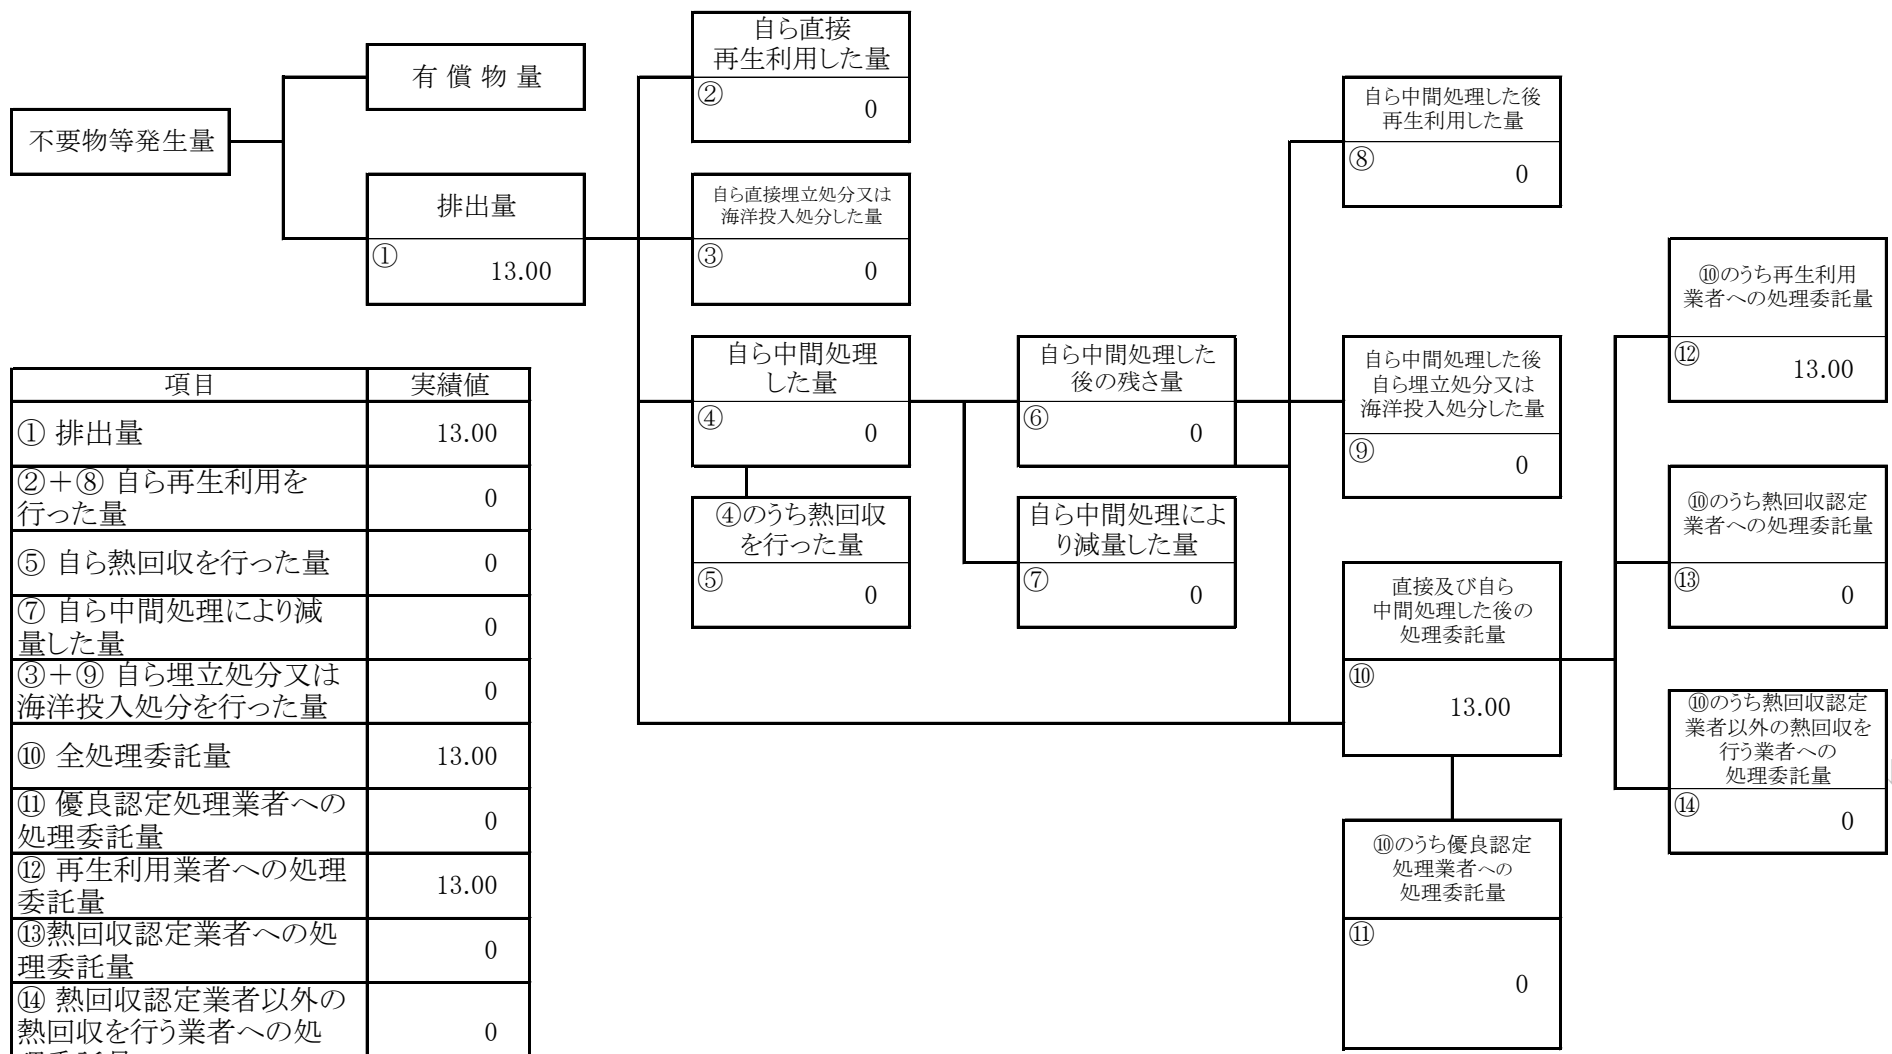 自ら直接
再生利用した量
②
0
有 償 物 量
不要物等発生量
自ら中間処理した後
再生利用した量
⑧
0
排出量
①
13.00
自ら直接埋立処分又は
海洋投入処分した量
③
0
⑩のうち再生利用
業者への処理委託量
⑫
13.00
自ら中間処理
した量
④
0
自ら中間処理した
後の残さ量
⑥
0
自ら中間処理した後
自ら埋立処分又は
海洋投入処分した量
⑨
0
④のうち熱回収
を行った量
⑤
0
自ら中間処理によ
り減量した量
⑦
0
⑩のうち熱回収認定
業者への処理委託量
⑬
0
直接及び自ら
中間処理した後の
処理委託量
⑩
13.00
⑩のうち熱回収認定
業者以外の熱回収を
行う業者への
処理委託量
⑭
0
⑩のうち優良認定
処理業者への
処理委託量
⑪
0
項目 実績値
① 排出量 13.00
②＋⑧ 自ら再生利用を
行った量 0
⑤ 自ら熱回収を行った量 0
⑦ 自ら中間処理により減
量した量 0
③＋⑨ 自ら埋立処分又は
海洋投入処分を行った量 0
⑩ 全処理委託量 13.00
⑪ 優良認定処理業者への
処理委託量 0
⑫ 再生利用業者への処理
委託量 13.00
⑬熱回収認定業者への処
理委託量 0
⑭ 熱回収認定業者以外の
熱回収を行う業者への処 0